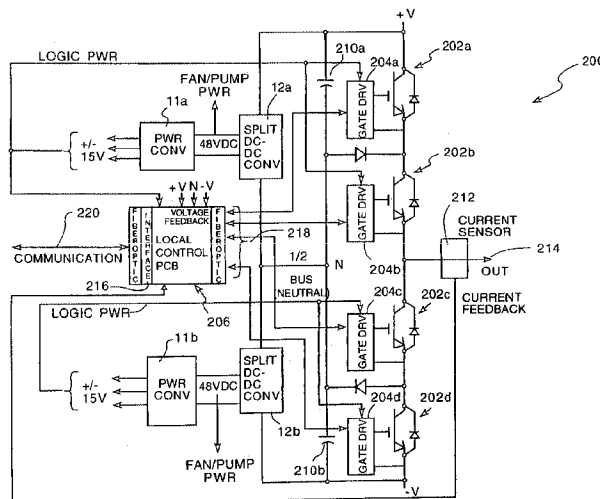 +V
210a
202a
204a
200
LOGIC PWR
FAN/PUMP
PWR
12a
GATE DRV
11a
+/-
15V
PWR
CONV
48VDC
SPLIT
DC-
DC
CONV
202b
GATE DRV
+V N -V
220
COMMUNICATION
FIBEROPTIC
INTERFACE
VOLTAGE
FEEDBACK
LOCAL
CONTROL
PCB
FIBEROPTIC
218
212
CURRENT
SENSOR
214
OUT
1/2
N
BUS
(NEUTRAL)
204b
216
206
204c
CURRENT
FEEDBACK
LOGIC PWR
GATE DRV
202c
11b
+/-
15V
PWR
CONV
48VDC
SPLIT
DC-
DC
CONV
12b
204d
202d
GATE DRV
FAN/PUMP
PWR
210b
-V